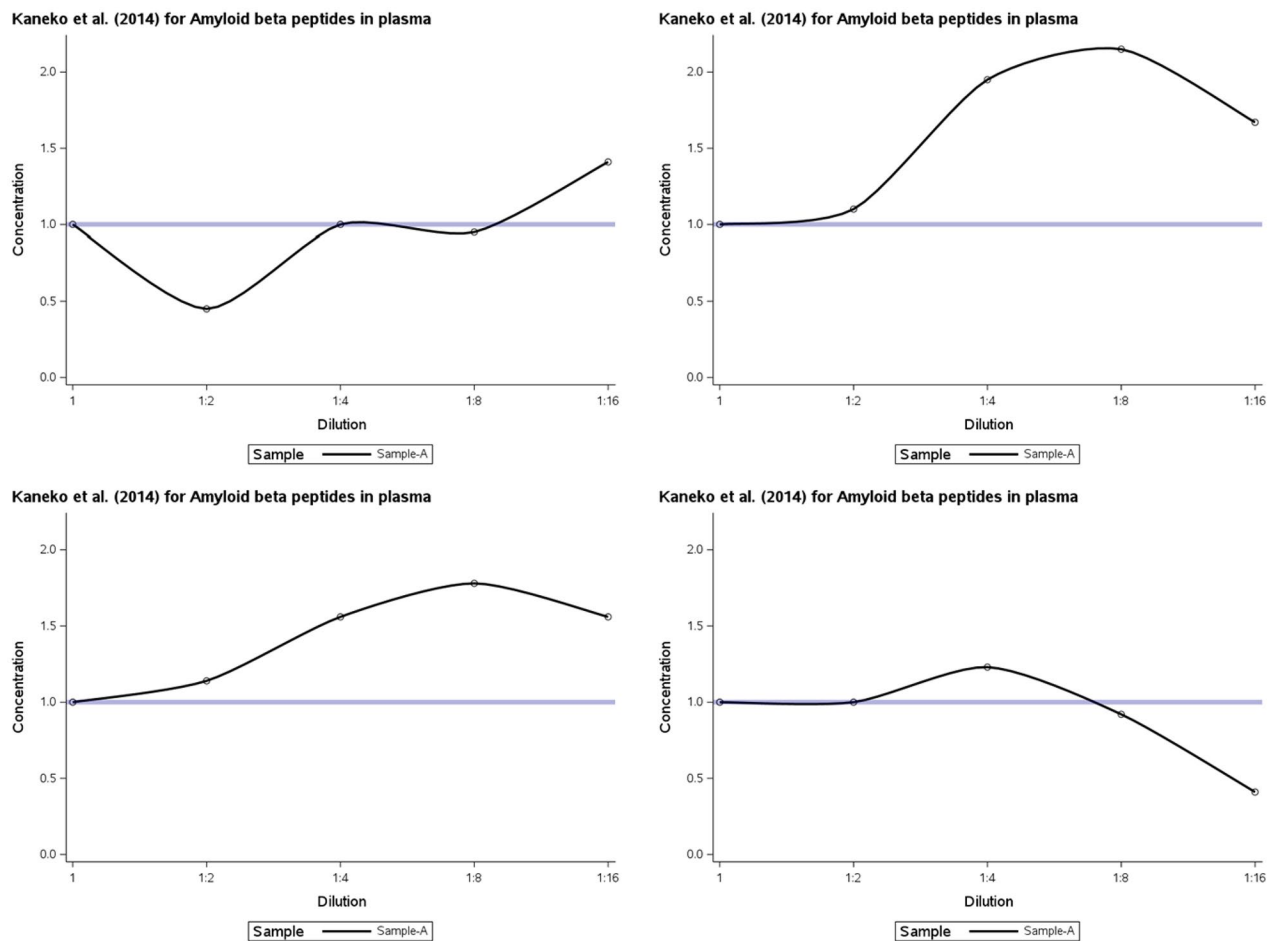 Kaneko et al. (2014) for Amyloid beta peptides in plasma
2.0
1.5
1.0
0.5
0.0
Concentration
1 1:2 1:4 1:8 1:16
Dilution
Sample Sample-A
Kaneko et al. (2014) for Amyloid beta peptides in plasma
2.0
1.5
1.0
0.5
0.0
Concentration
1 1:2 1:4 1:8 1:16
Dilution
Sample Sample-A
Kaneko et al. (2014) for Amyloid beta peptides in plasma
2.0
1.5
1.0
0.5
0.0
Concentration
1 1:2 1:4 1:8 1:16
Dilution
Sample Sample-A
Kaneko et al. (2014) for Amyloid beta peptides in plasma
2.0
1.5
1.0
0.5
0.0
Concentration
1 1:2 1:4 1:8 1:16
Dilution
Sample Sample-A